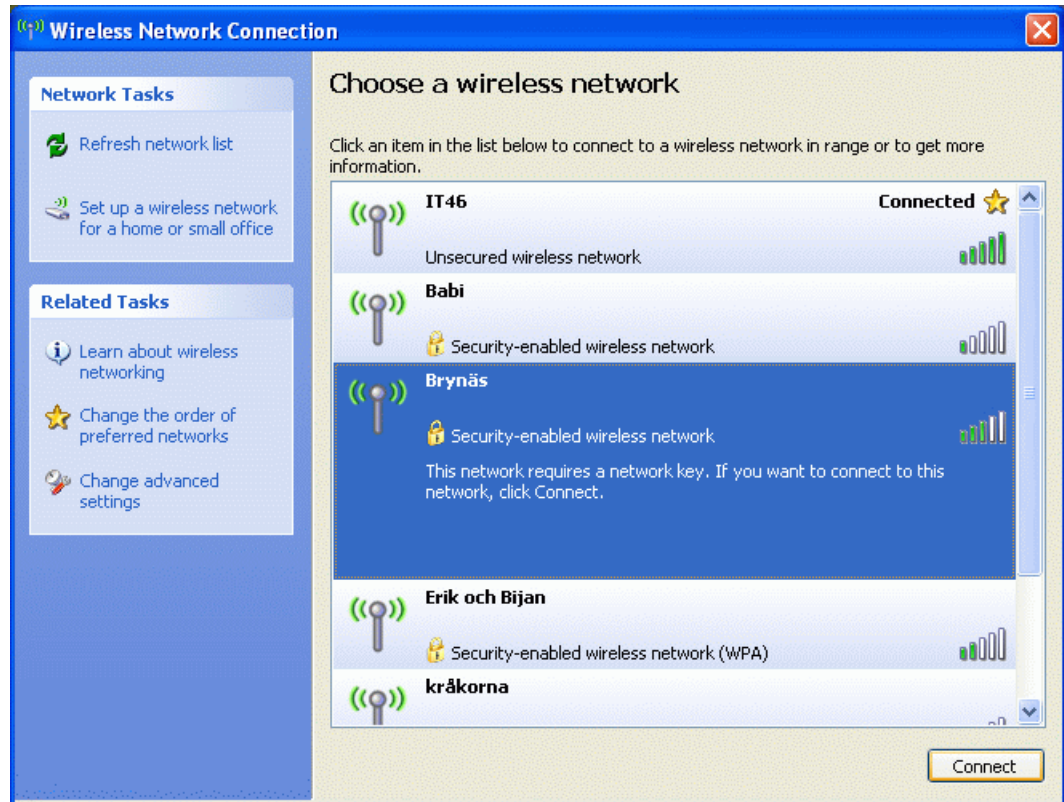 Wireless Network Connection
Network Tasks
Refresh network list
Set up a wireless network
for a home or small office
Related Tasks
Learn about wireless
networking
Change the order of
preferred networks
Change advanced
settings
Choose a wireless network
Click an item in the list below to connect to a wireless network in range or to get more
information.
IT46
Connected
Unsecured wireless network
Babi
Security-enabled wireless network
Brynäs
Security-enabled wireless network
This network requires a network key. If you want to connect to this
network, click Connect.
Erik och Bijan
Security-enabled wireless network (WPA)
kråkorna
Connect